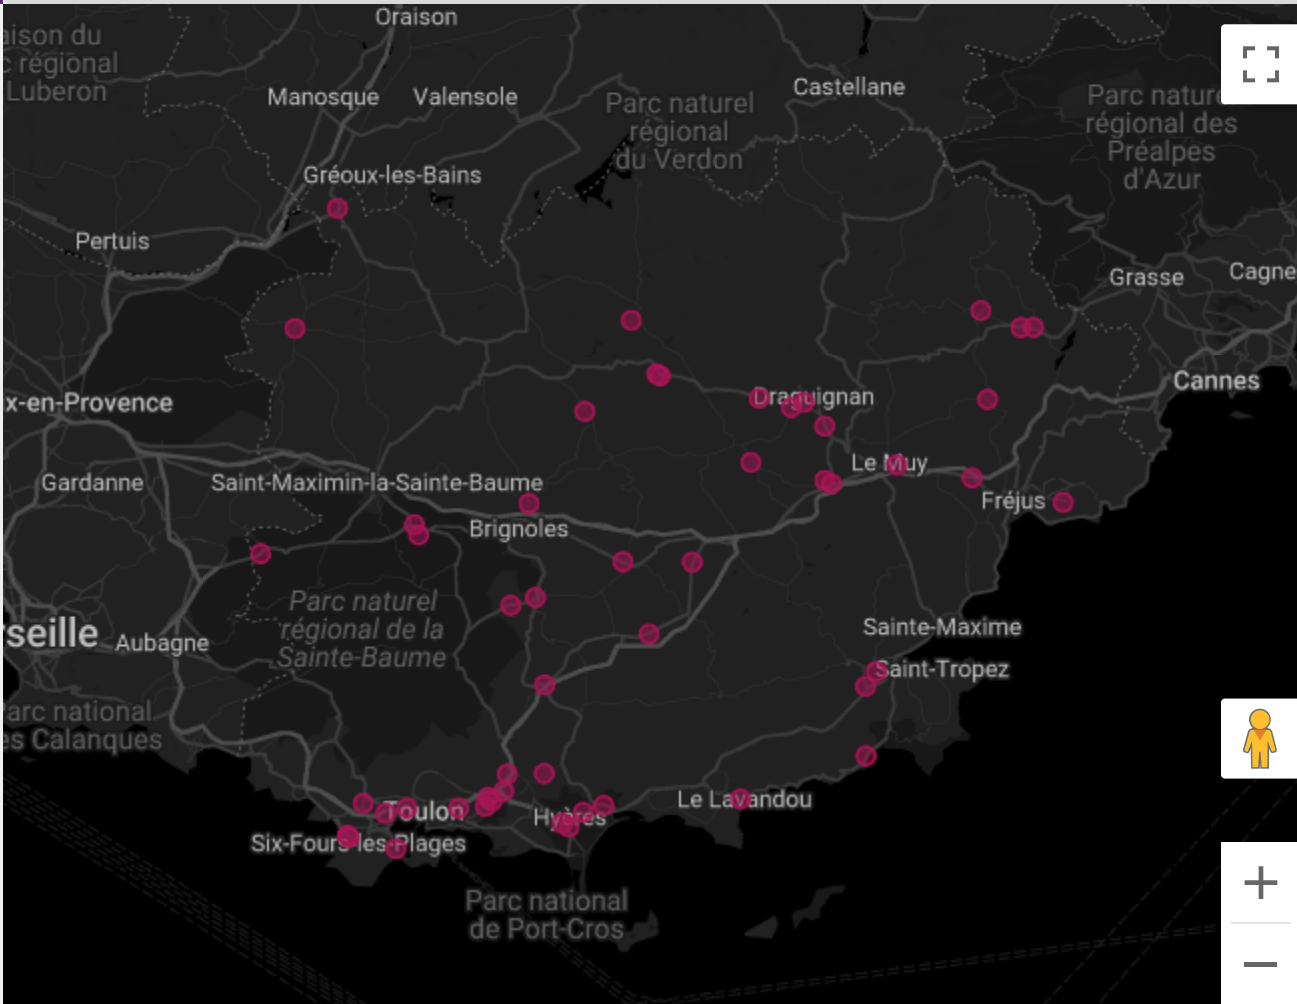 Oraison
aison du
c régional
Luberon
Manosque
Valensole
Castellane
Parc naturel
régional
du Verdon
Parc nature
régional des
Préalpes
d'Azur
Gréoux-les-Bains
Pertuis
Grasse
Cagne
Cannes
x-en-Provence
Draguignan
Le Muy
Gardanne
Saint-Maximin-la-Sainte-Baume
Fréjus
Brignoles
Parc naturel
régional de la
Sainte-Baume
rseille
Aubagne
Sainte-Maxime
Saint-Tropez
arc national
es Calanques
Le Lavandou
Toulon
Hyères
Six-Fours-les-Plages
Parc national
de Port-Cros